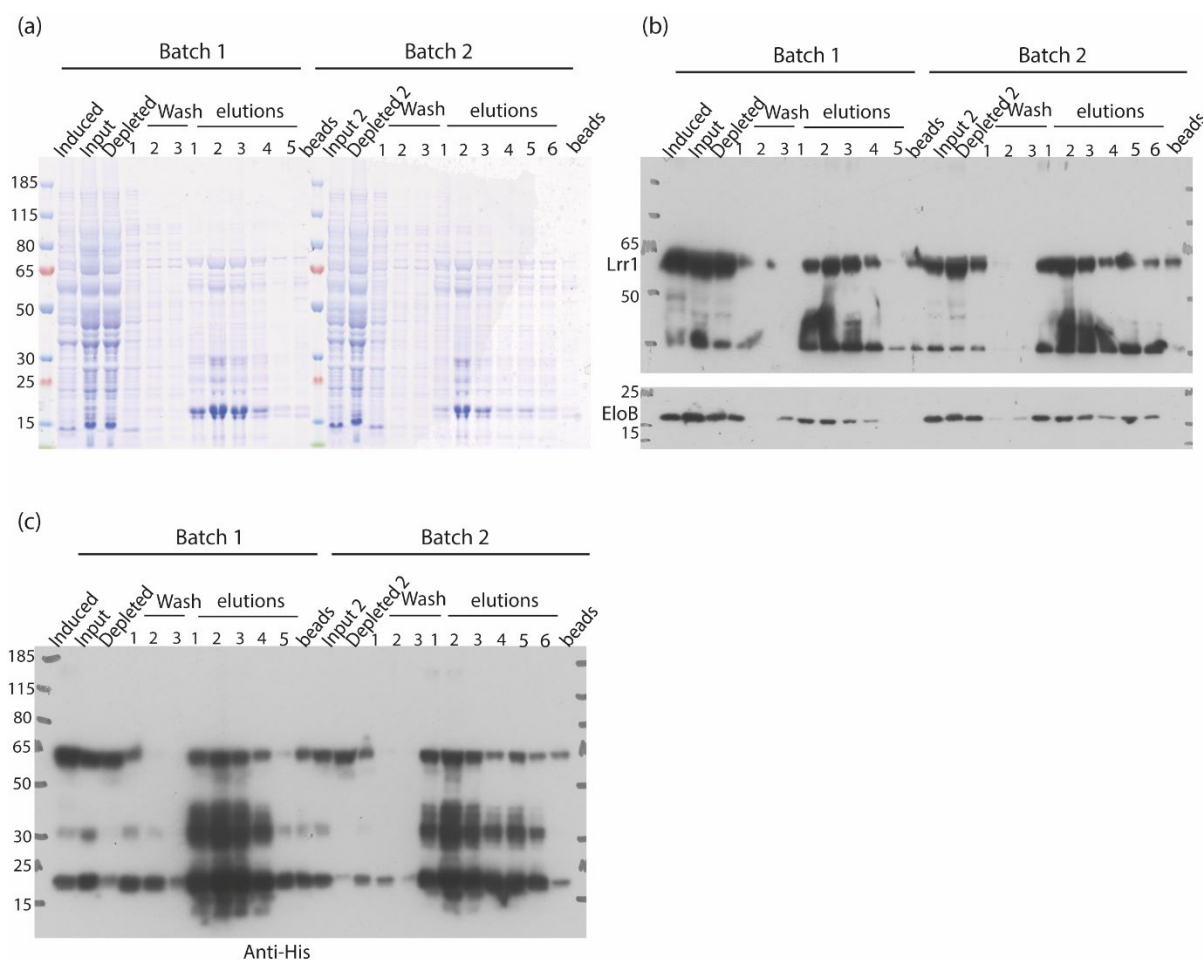 (a)
Batch 1 Batch 2
Wash elutions Wash elutions
Induced Input Depleted 1 2 3 1 2 3 4 5 beads Input 2 Depleted 2 1 2 3 1 2 3 4 5 6 beads
185
115
80
65
50
30
25
15
(b)
Batch 1 Batch 2
Wash elutions Wash elutions
Induced Input Depleted 1 2 3 1 2 3 4 5 beads Input 2 Depleted 2 1 2 3 1 2 3 4 5 6 beads
65
Lrr1
50
25
EloB
15
(c)
Batch 1 Batch 2
Wash elutions Wash elutions
Induced Input Depleted 1 2 3 1 2 3 4 5 beads Input 2 Depleted 2 1 2 3 1 2 3 4 5 6 beads
185
115
80
65
50
30
25
15
Anti-His